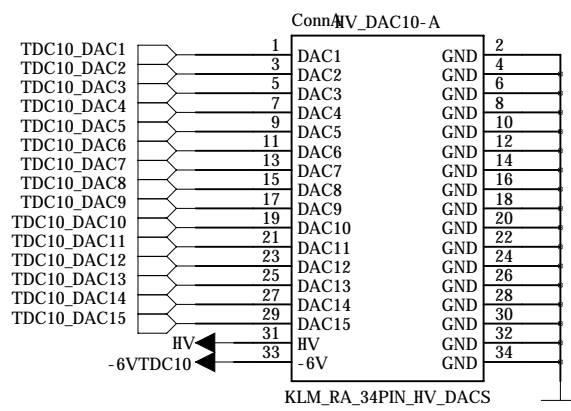 ConnA HV_DAC10-A
TDC10_DAC1 1 DAC1 GND 2
TDC10_DAC2 3 DAC2 GND 4
TDC10_DAC3 5 DAC3 GND 6
TDC10_DAC4 7 DAC4 GND 8
TDC10_DAC5 9 DAC5 GND 10
TDC10_DAC6 11 DAC6 GND 12
TDC10_DAC7 13 DAC7 GND 14
TDC10_DAC8 15 DAC8 GND 16
TDC10_DAC9 17 DAC9 GND 18
TDC10_DAC10 19 DAC10 GND 20
TDC10_DAC11 21 DAC11 GND 22
TDC10_DAC12 23 DAC12 GND 24
TDC10_DAC13 25 DAC13 GND 26
TDC10_DAC14 27 DAC14 GND 28
TDC10_DAC15 29 DAC15 GND 30
HV 31 HV GND 32
-6VTDC10 33 -6V GND 34
KLM_RA_34PIN_HV_DACS